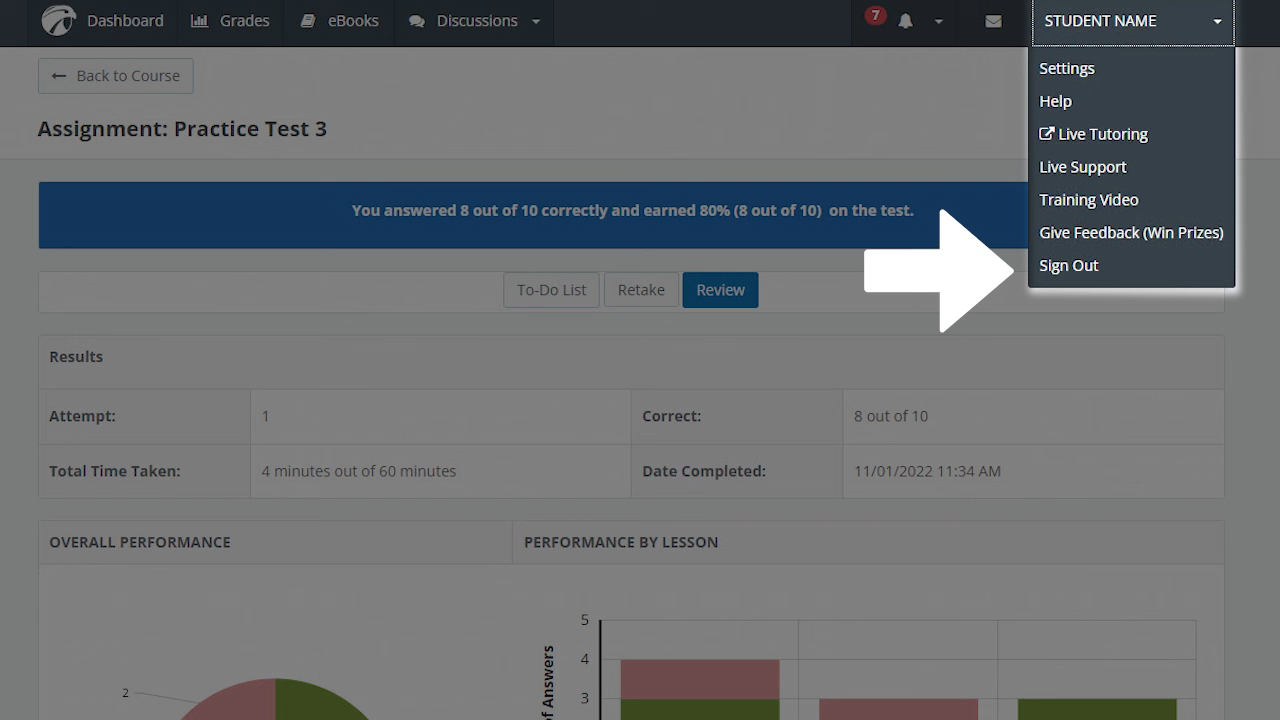 Dashboard
Grades
eBooks
Discussions
7
STUDENT NAME
Settings
Help
Live Tutoring
Live Support
Training Video
Give Feedback (Win Prizes)
Sign Out
Back to Course
Assignment: Practice Test 3
You answered 8 out of 10 correctly and earned 80% (8 out of 10) on the test.
To-Do List
Retake
Review
Results
Attempt:
1
Correct:
8 out of 10
Total Time Taken:
4 minutes out of 60 minutes
Date Completed:
11/01/2022 11:34 AM
OVERALL PERFORMANCE
PERFORMANCE BY LESSON
2
5
4
3
of Answers